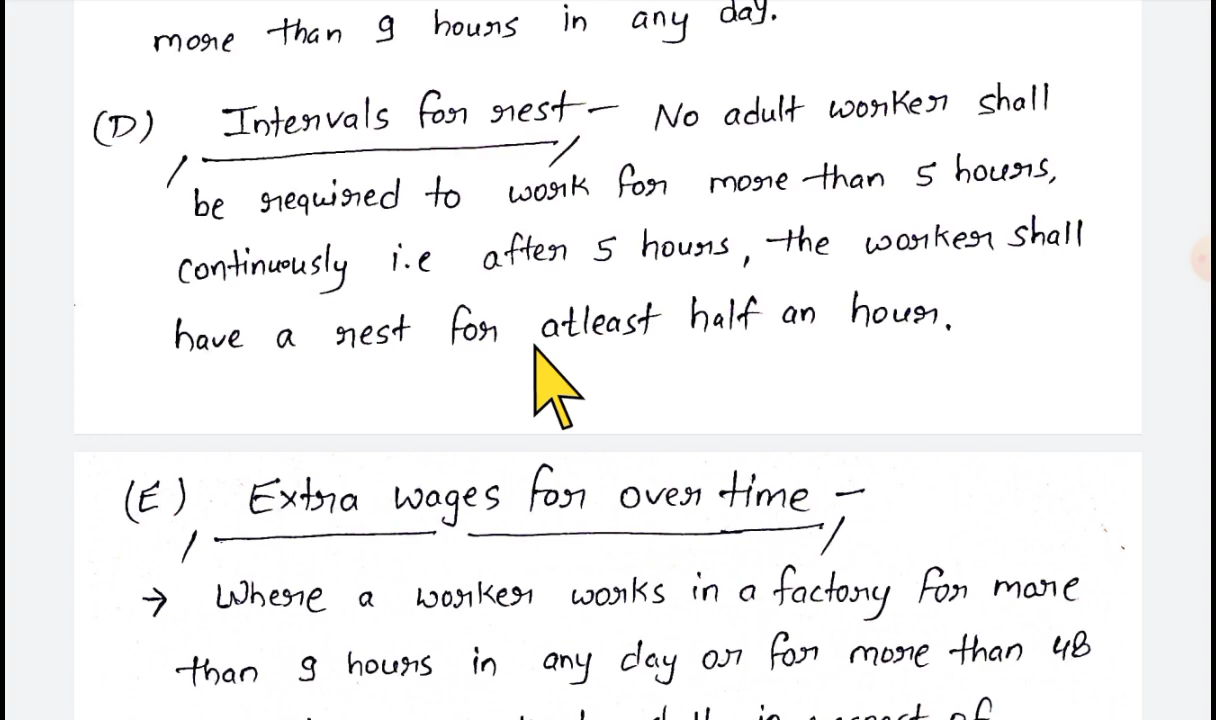 more than 9 hours in any day.
(D) Intervals for rest - No adult worker shall
be required to work for more than 5 hours,
continuously i.e after 5 hours, the worker shall
have a rest for atleast half an hour.
(E) Extra wages for over time -
→ Where a worker works in a factory for more
than 9 hours in any day or for more than 48